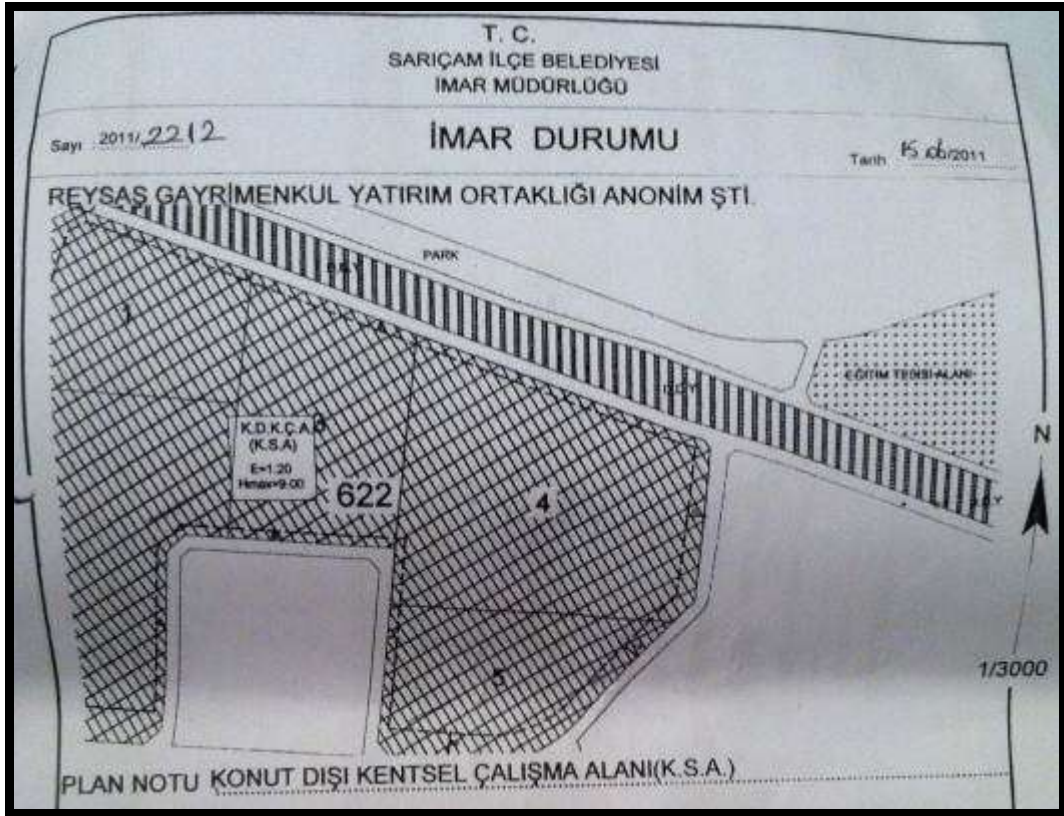 T. C.
SARIÇAM İLÇE BELEDİYESİ
İMAR MÜDÜRLÜĞÜ
Sayı 2011/2212
İMAR DURUMU
Tarih 15/06/2011
REYSAŞ GAYRİMENKUL YATIRIM ORTAKLIĞI ANONİM ŞTİ.
PARK
D.D.Y
1
D.D.Y
EĞİTİM TESİSİ ALANI
K.D.K.Ç.A
(K.S.A)
E=1.20
Hmax=9.00
3
622
4
N
D.D.Y
5
1/3000
PLAN NOTU KONUT DIŞI KENTSEL ÇALIŞMA ALANI(K.S.A.)